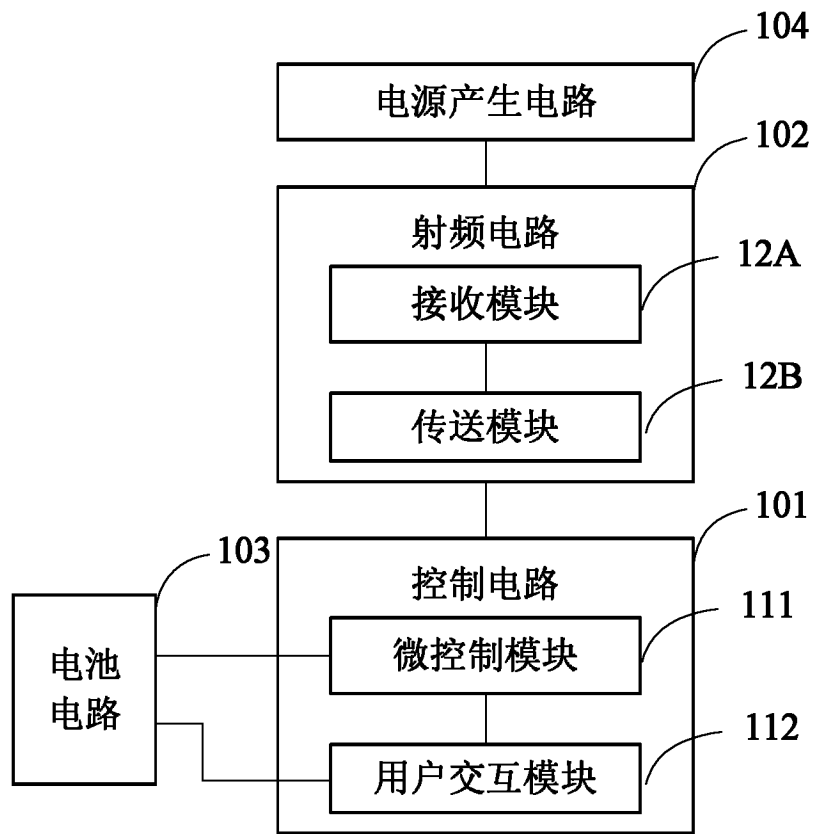 104
电源产生电路
102
射频电路
12A
接收模块
12B
传送模块
101
103
控制电路
111
微控制模块
电池
电路
112
用户交互模块